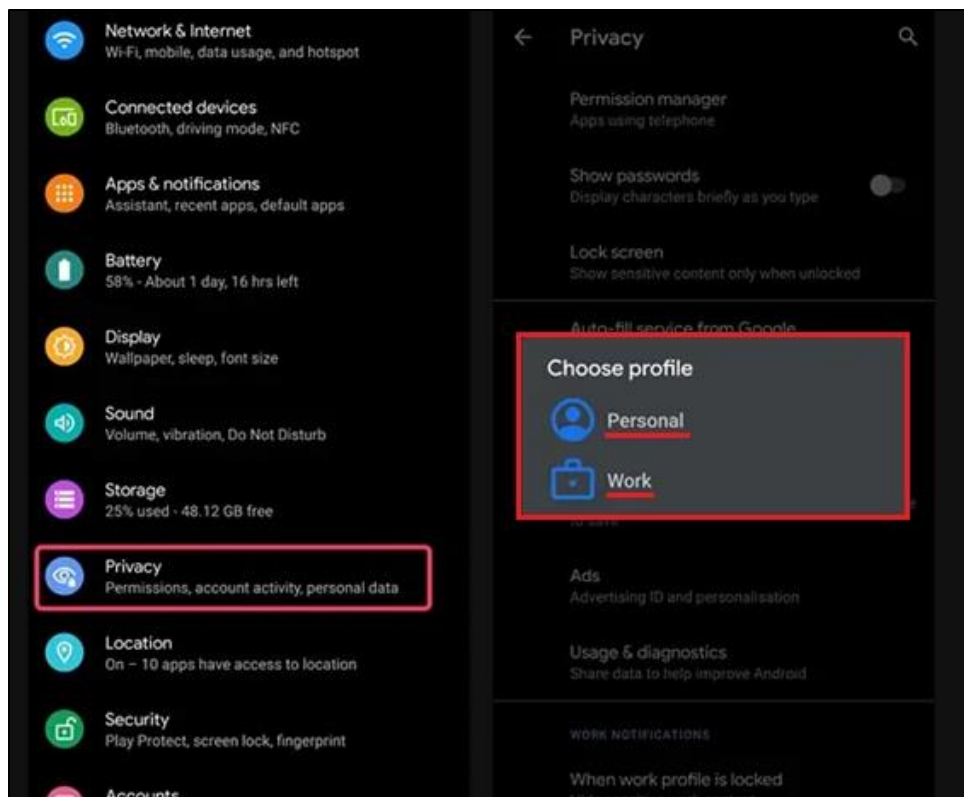 Network & Internet
Wi-Fi, mobile, data usage, and hotspot
Connected devices
Bluetooth, driving mode, NFC
Apps & notifications
Assistant, recent apps, default apps
Battery
58% - About 1 day, 16 hrs left
Display
Wallpaper, sleep, font size
Sound
Volume, vibration, Do Not Disturb
Storage
25% used - 48.12 GB free
Privacy
Permissions, account activity, personal data
Location
On – 10 apps have access to location
Security
Play Protect, screen lock, fingerprint
Accounts
Privacy
Permission manager
Apps using telephone
Show passwords
Display characters briefly as you type
Lock screen
Show sensitive content only when unlocked
Auto-fill service from Google
Choose profile
Personal
Work
Ads
Advertising ID and personalisation
Usage & diagnostics
Share data to help improve Android
WORK NOTIFICATIONS
When work profile is locked